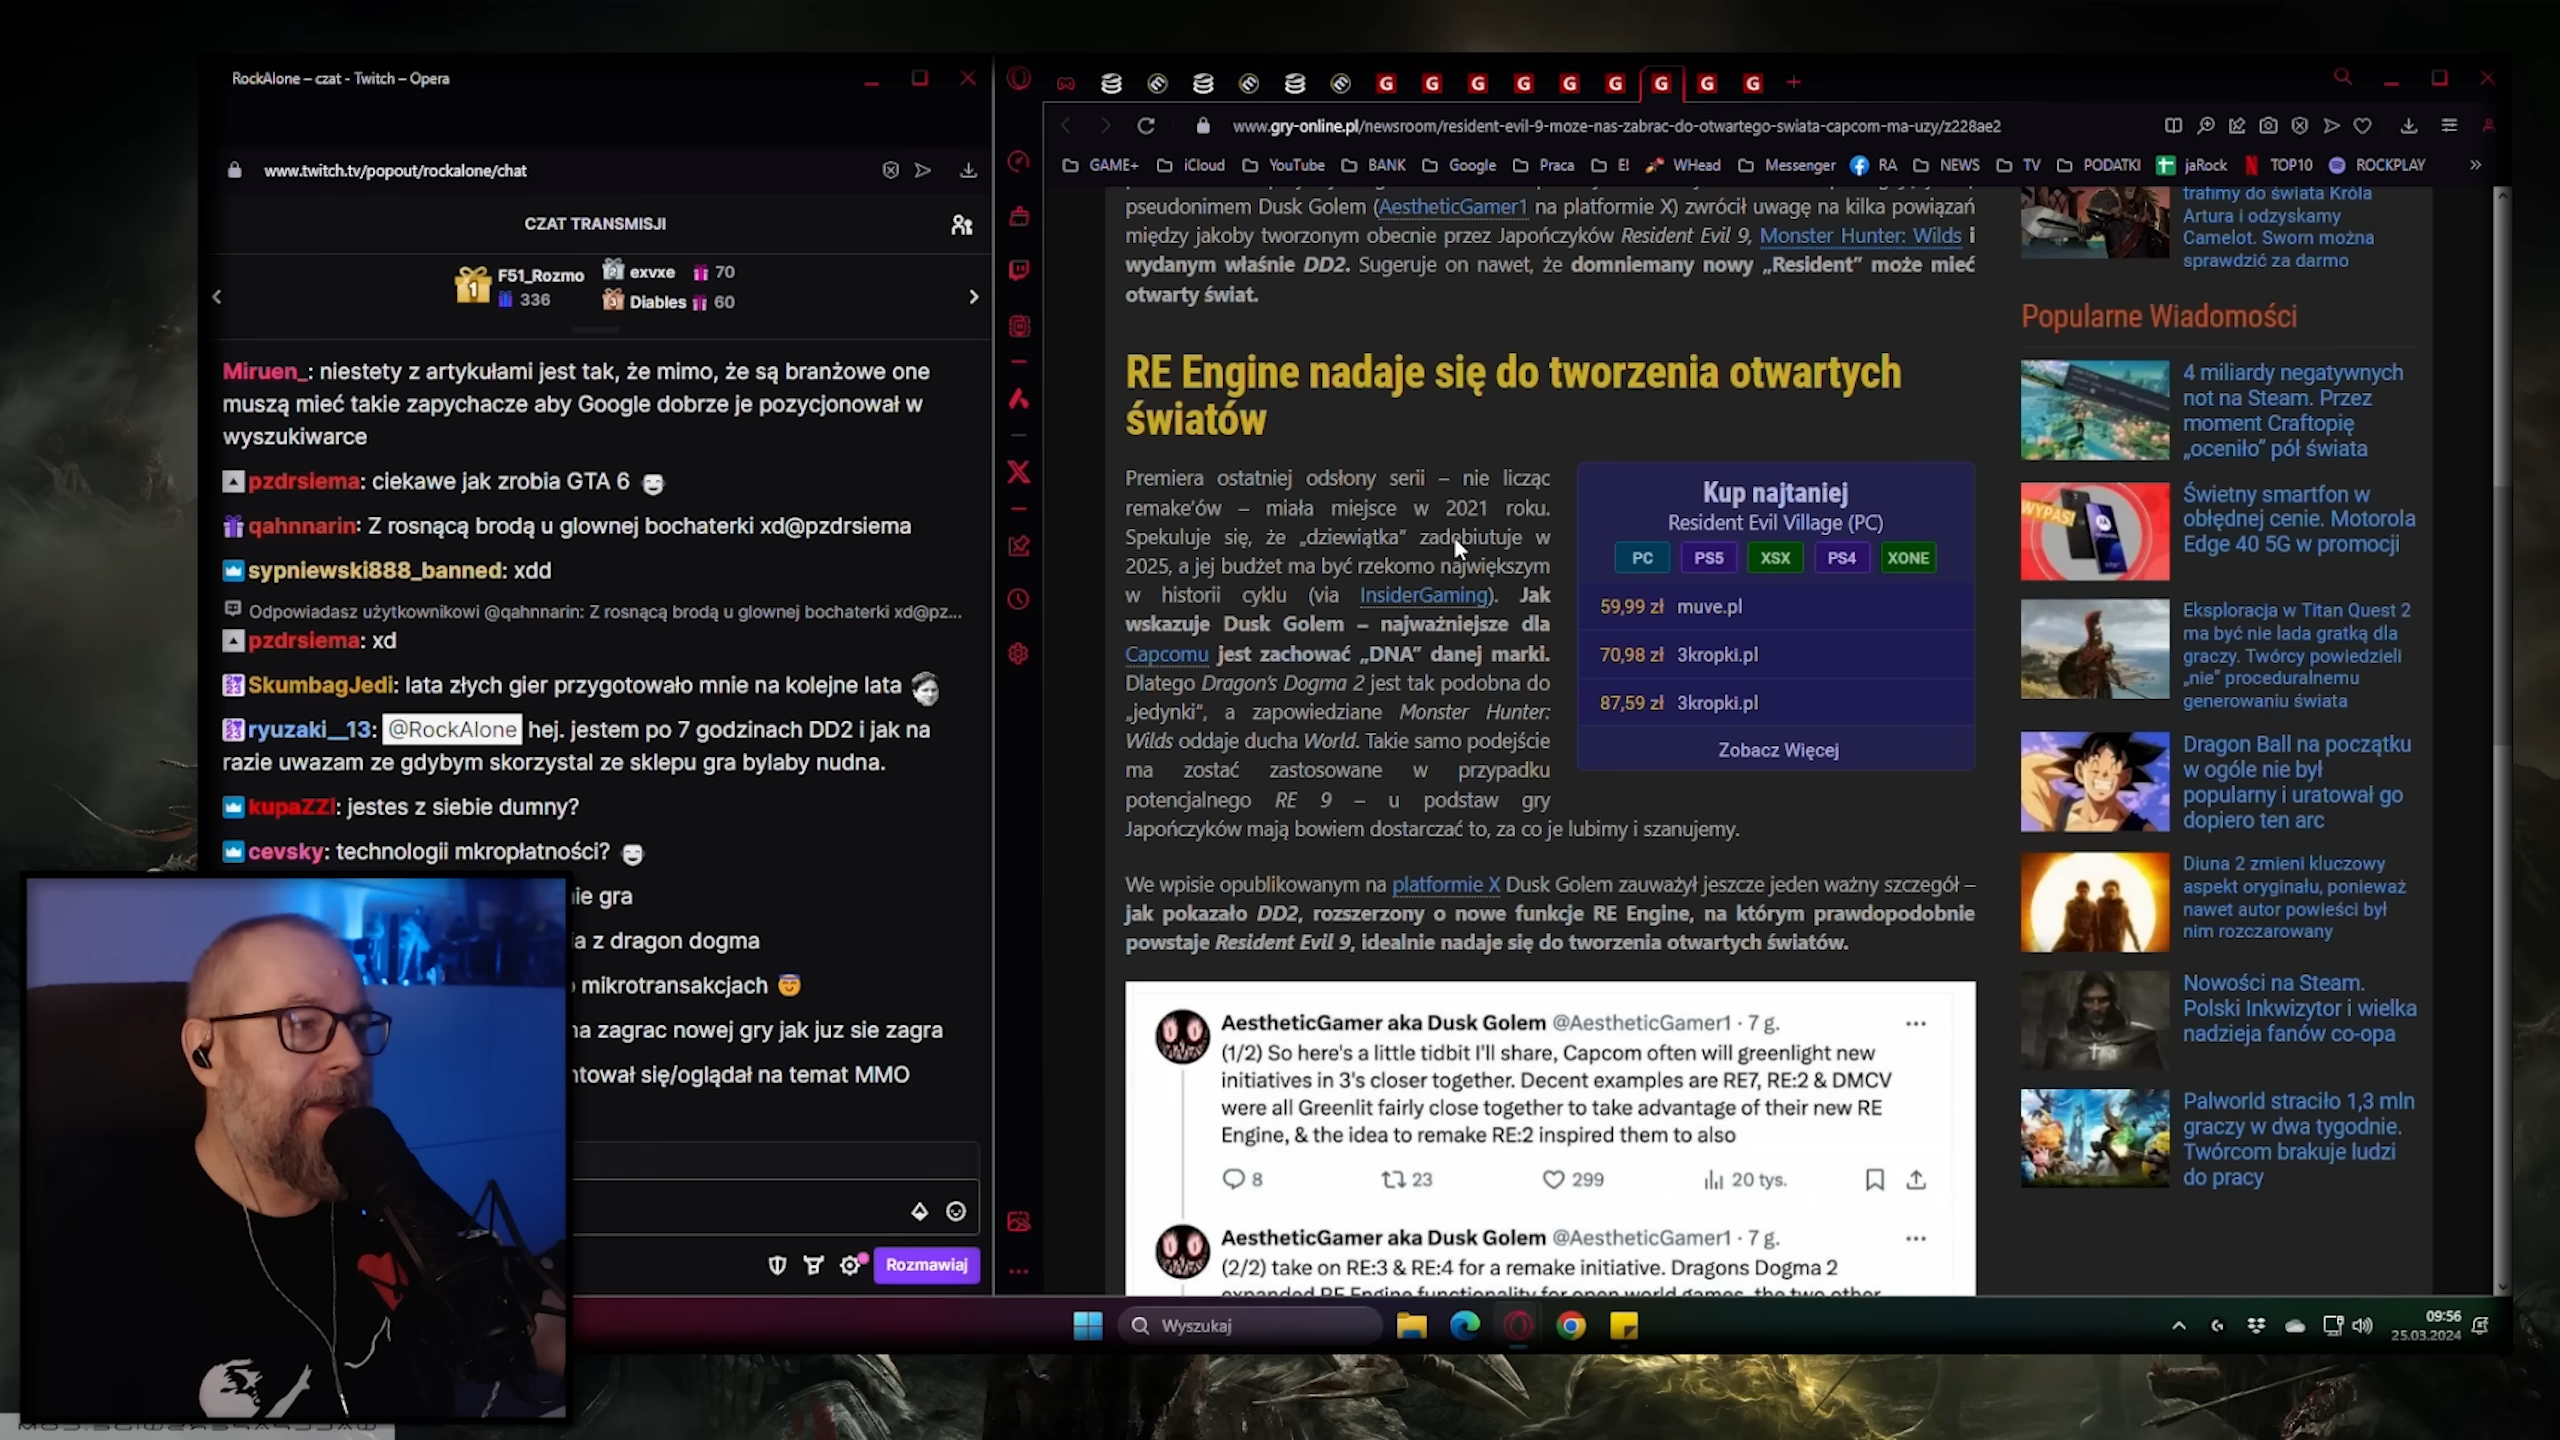 RockAlone – czat - Twitch – Opera
www.twitch.tv/popout/rockalone/chat
CZAT TRANSMISJI
1 F51_Rozmo 336
2 exvxe 70
3 Diables 60
Miruen_: niestety z artykułami jest tak, że mimo, że są branżowe one
muszą mieć takie zapychacze aby Google dobrze je pozycjonował w
wyszukiwarce
pzdrsiema: ciekawe jak zrobia GTA 6
qahnnarin: Z rosnącą brodą u glownej bochaterki xd@pzdrsiema
sypniewski888_banned: xdd
Odpowiadasz użytkownikowi @qahnnarin: Z rosnącą brodą u glownej bochaterki xd@pz...
pzdrsiema: xd
SkumbagJedi: lata złych gier przygotowało mnie na kolejne lata
ryuzaki__13: @RockAlone hej. jestem po 7 godzinach DD2 i jak na
razie uwazam ze gdybym skorzystal ze sklepu gra bylaby nudna.
kupaZZi: jestes z siebie dumny?
cevsky: technologii mkropłatności?
ie gra
ia z dragon dogma
o mikrotransakcjach
na zagrac nowej gry jak juz sie zagra
ntował się/oglądał na temat MMO
Rozmawiaj
www.gry-online.pl/newsroom/resident-evil-9-moze-nas-zabrac-do-otwartego-swiata-capcom-ma-uzy/z228ae2
GAME+ iCloud YouTube BANK Google Praca E! WHead Messenger RA NEWS TV PODATKI jaRock TOP10 ROCKPLAY »
pseudonimem Dusk Golem (AestheticGamer1 na platformie X) zwrócił uwagę na kilka powiązań
między jakoby tworzonym obecnie przez Japończyków Resident Evil 9, Monster Hunter: Wilds i
wydanym właśnie DD2. Sugeruje on nawet, że domniemany nowy „Resident” może mieć
otwarty świat.
RE Engine nadaje się do tworzenia otwartych
światów
Premiera ostatniej odsłony serii – nie licząc
remake’ów – miała miejsce w 2021 roku.
Spekuluje się, że „dziewiątka” zadebiutuje w
2025, a jej budżet ma być rzekomo największym
w historii cyklu (via InsiderGaming). Jak
wskazuje Dusk Golem – najważniejsze dla
Capcomu jest zachować „DNA” danej marki.
Dlatego Dragon’s Dogma 2 jest tak podobna do
„jedynki”, a zapowiedziane Monster Hunter:
Wilds oddaje ducha World. Takie samo podejście
ma zostać zastosowane w przypadku
potencjalnego RE 9 – u podstaw gry
Japończyków mają bowiem dostarczać to, za co je lubimy i szanujemy.
Kup najtaniej
Resident Evil Village (PC)
PC PS5 XSX PS4 XONE
59,99 zł muve.pl
70,98 zł 3kropki.pl
87,59 zł 3kropki.pl
Zobacz Więcej
We wpisie opublikowanym na platformie X Dusk Golem zauważył jeszcze jeden ważny szczegół –
jak pokazało DD2, rozszerzony o nowe funkcje RE Engine, na którym prawdopodobnie
powstaje Resident Evil 9, idealnie nadaje się do tworzenia otwartych światów.
AestheticGamer aka Dusk Golem @AestheticGamer1 · 7 g.
(1/2) So here's a little tidbit I'll share, Capcom often will greenlight new
initiatives in 3's closer together. Decent examples are RE7, RE:2 & DMCV
were all Greenlit fairly close together to take advantage of their new RE
Engine, & the idea to remake RE:2 inspired them to also
8 23 299 20 tys.
AestheticGamer aka Dusk Golem @AestheticGamer1 · 7 g.
(2/2) take on RE:3 & RE:4 for a remake initiative. Dragons Dogma 2
expanded RE Engine functionality for open world games, the two other
trafimy do świata Króla
Artura i odzyskamy
Camelot. Sworn można
sprawdzić za darmo
Popularne Wiadomości
4 miliardy negatywnych
not na Steam. Przez
moment Craftopię
„oceniło” pół świata
WYPAS!
Świetny smartfon w
obłędnej cenie. Motorola
Edge 40 5G w promocji
Eksploracja w Titan Quest 2
ma być nie lada gratką dla
graczy. Twórcy powiedzieli
„nie” proceduralnemu
generowaniu świata
Dragon Ball na początku
w ogóle nie był
popularny i uratował go
dopiero ten arc
Diuna 2 zmieni kluczowy
aspekt oryginału, ponieważ
nawet autor powieści był
nim rozczarowany
Nowości na Steam.
Polski Inkwizytor i wielka
nadzieja fanów co-opa
Palworld straciło 1,3 mln
graczy w dwa tygodnie.
Twórcom brakuje ludzi
do pracy
Wyszukaj
09:56
25.03.2024